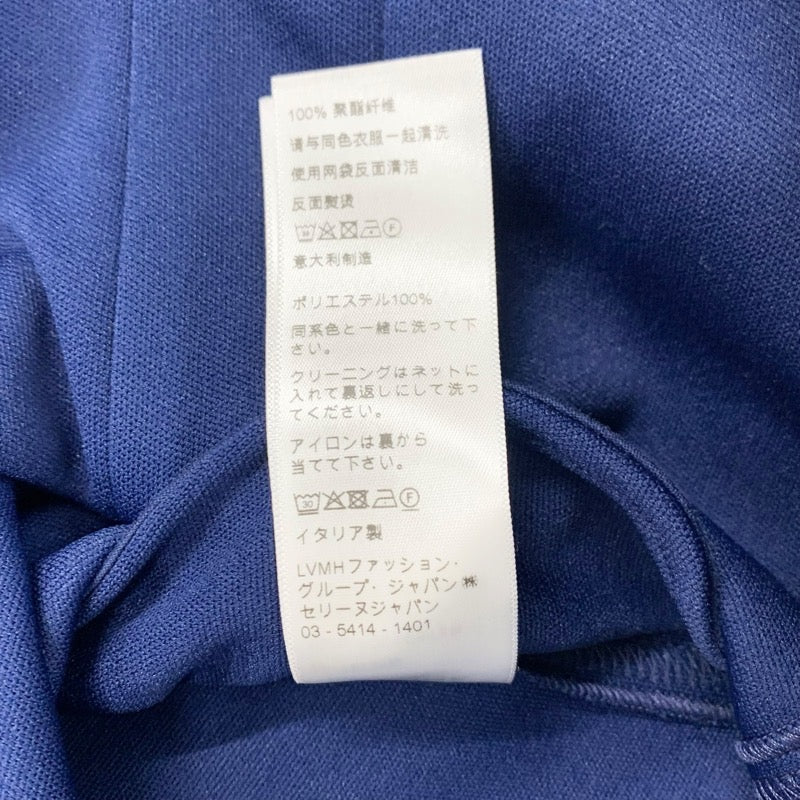 100% 聚酯纤维
请与同色衣服一起清洗
使用网袋反面清洁
反面熨烫
意大利制造
ポリエステル100%
同系色と一緒に洗って下
さい。
クリーニングはネットに
入れて裏返しにして洗っ
てください。
アイロンは裏から
当てて下さい。
30 F
イタリア製
LVMHファッション・
グループ・ジャパン㈱
セリーヌジャパン
03 - 5414 - 1401